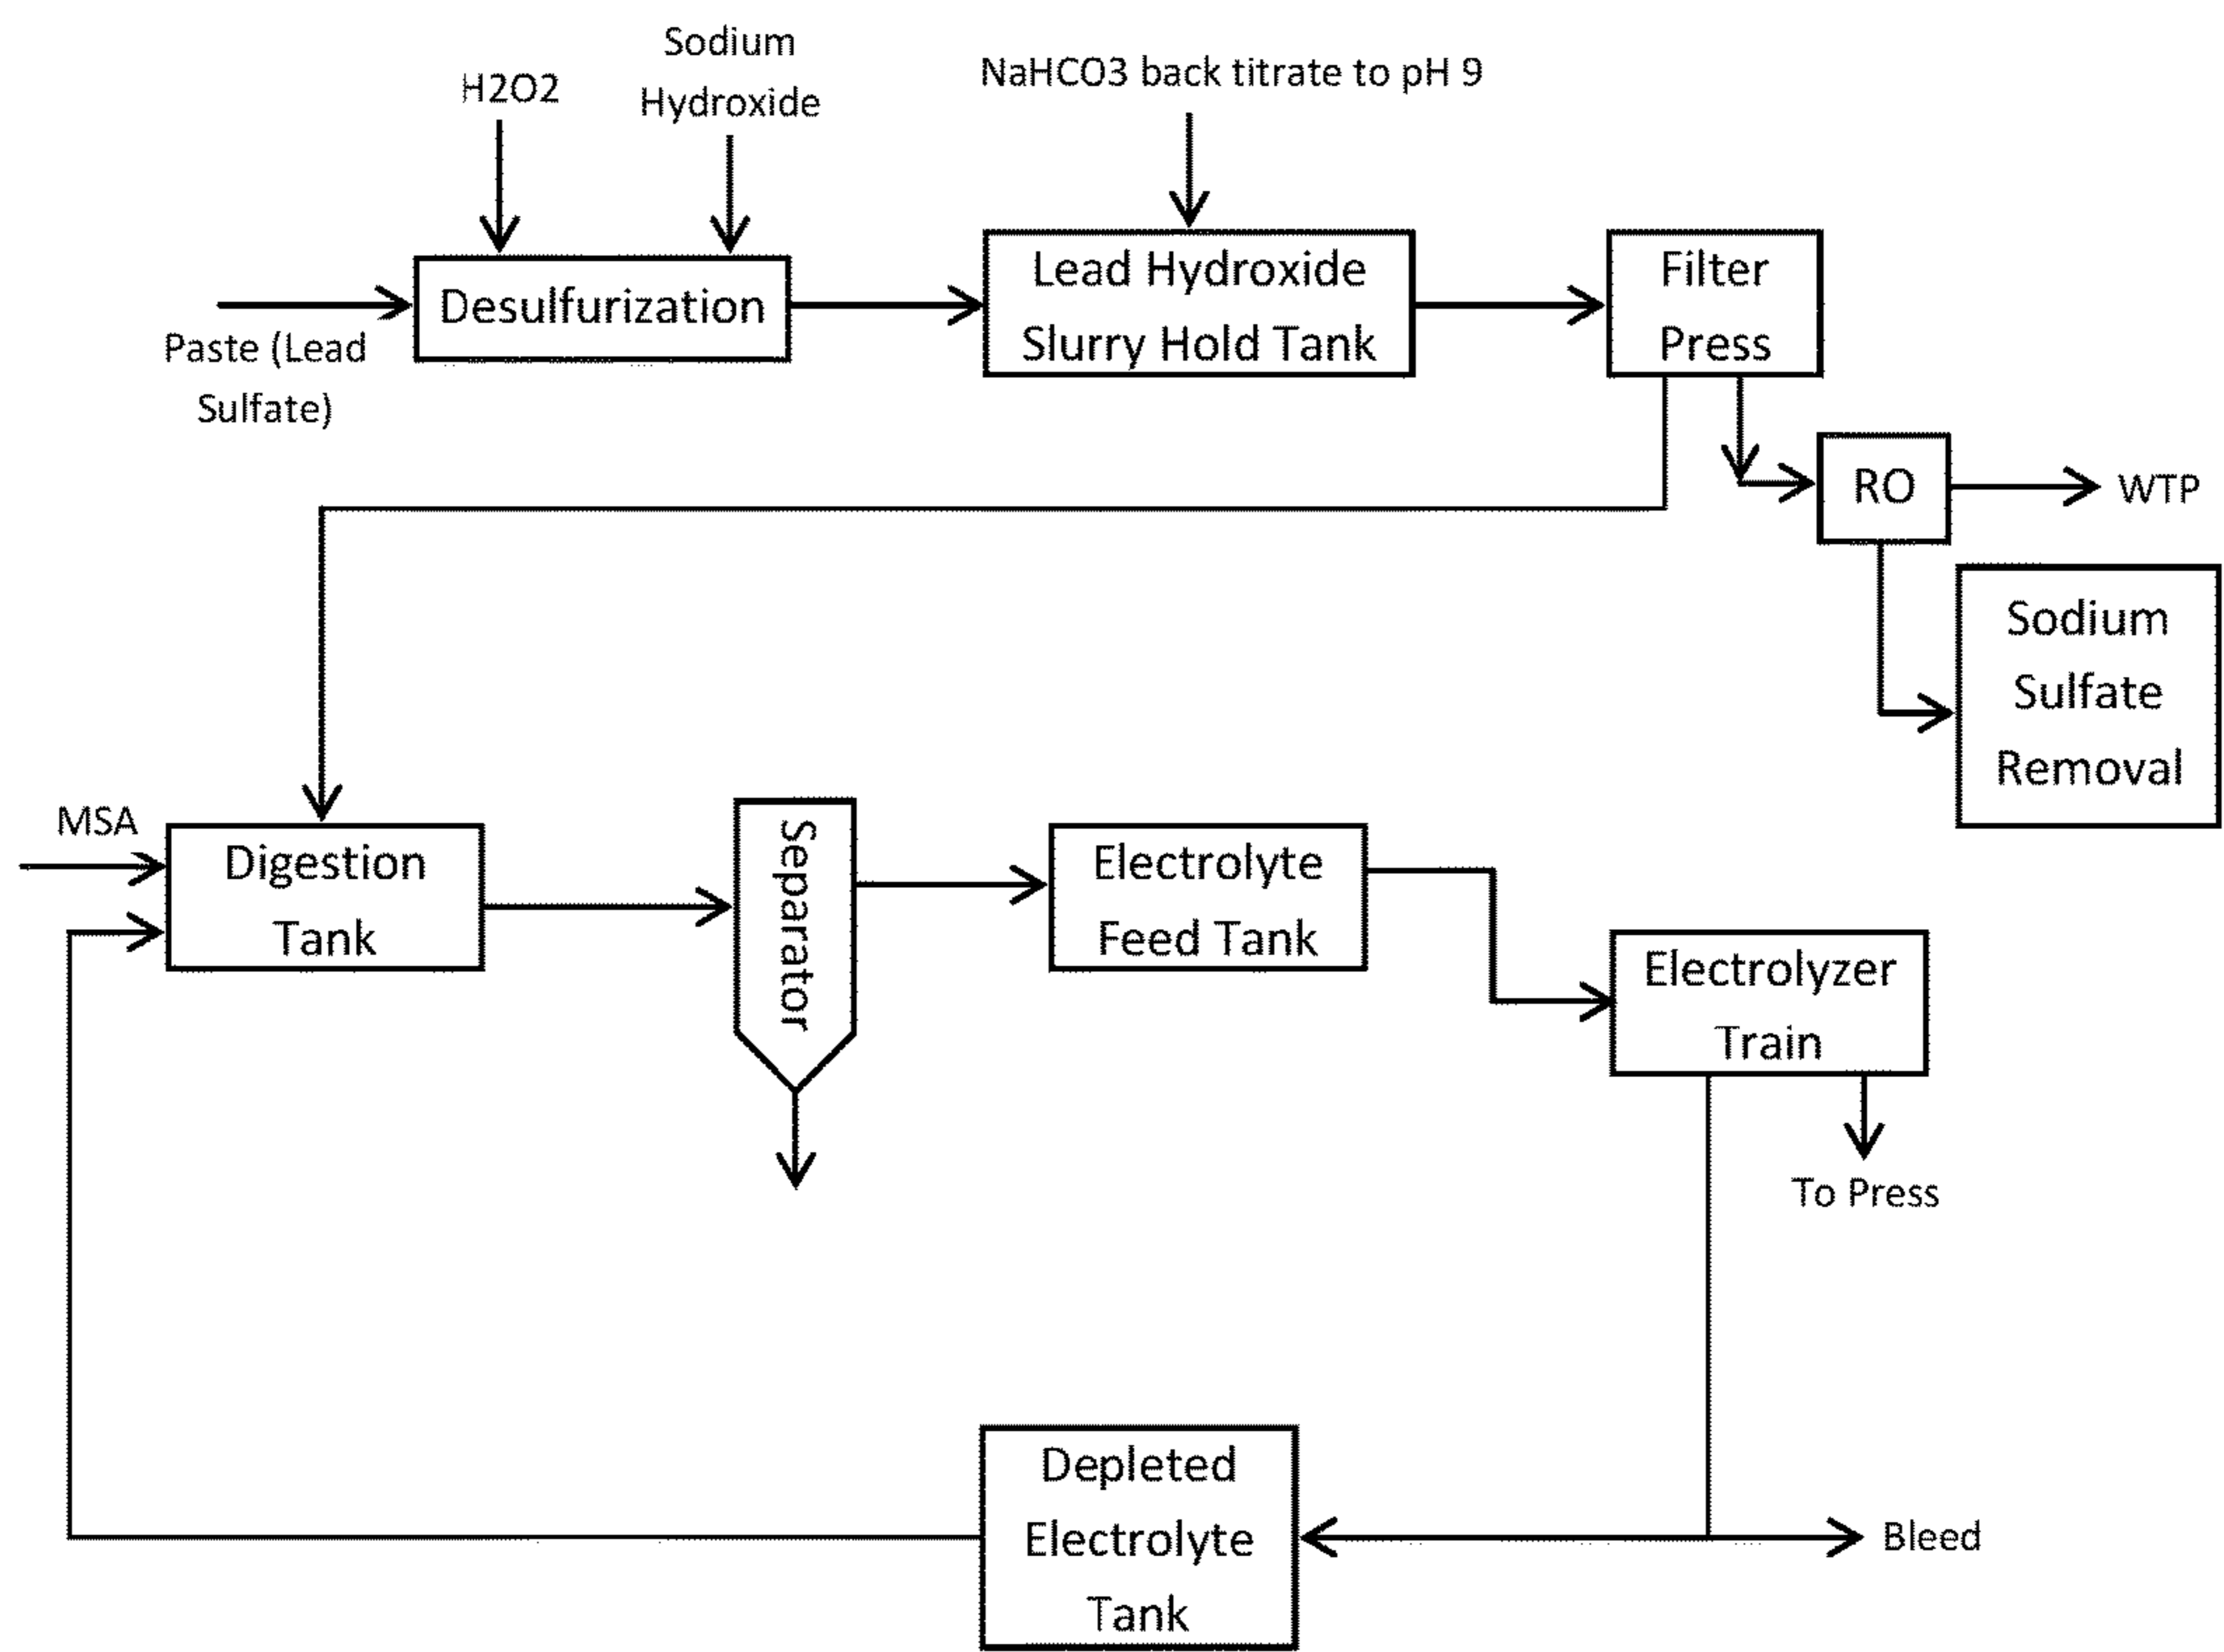 Sodium
Hydroxide
H2O2
NaHCO3 back titrate to pH 9
Paste (Lead
Sulfate)
Desulfurization
Lead Hydroxide
Slurry Hold Tank
Filter
Press
RO
WTP
Sodium
Sulfate
Removal
MSA
Digestion
Tank
Separator
Electrolyte
Feed Tank
Electrolyzer
Train
To Press
Depleted
Electrolyte
Tank
Bleed